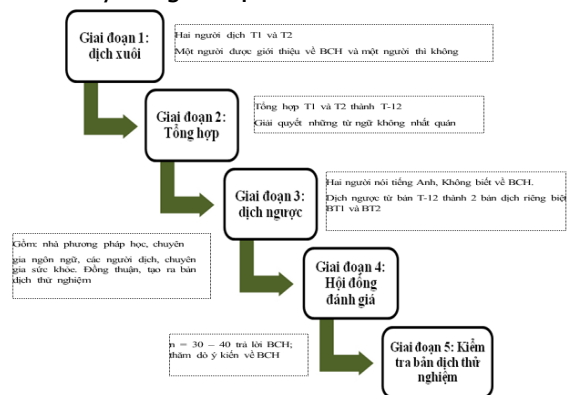 Giai đoạn 1:
dịch xuôi
Hai người dịch T1 và T2
Một người được giới thiệu về BCH và một người thì không
Giai đoạn 2:
Tổng hợp
Tổng hợp T1 và T2 thành T-12
Giải quyết những từ ngữ không nhất quán
Giai đoạn 3:
dịch ngược
Hai người nói tiếng Anh, Không biết về BCH.
Dịch ngược từ bản T-12 thành 2 bản dịch riêng biệt
BT1 và BT2
Gồm: nhà phương pháp học, chuyên
gia ngôn ngữ, các người dịch, chuyên
gia sức khỏe. Đồng thuận, tạo ra bản
dịch thử nghiệm
Giai đoạn 4:
Hội đồng
đánh giá
n = 30 – 40 trả lời BCH;
thăm dò ý kiến về BCH
Giai đoạn 5: Kiểm
tra bản dịch thử
nghiệm